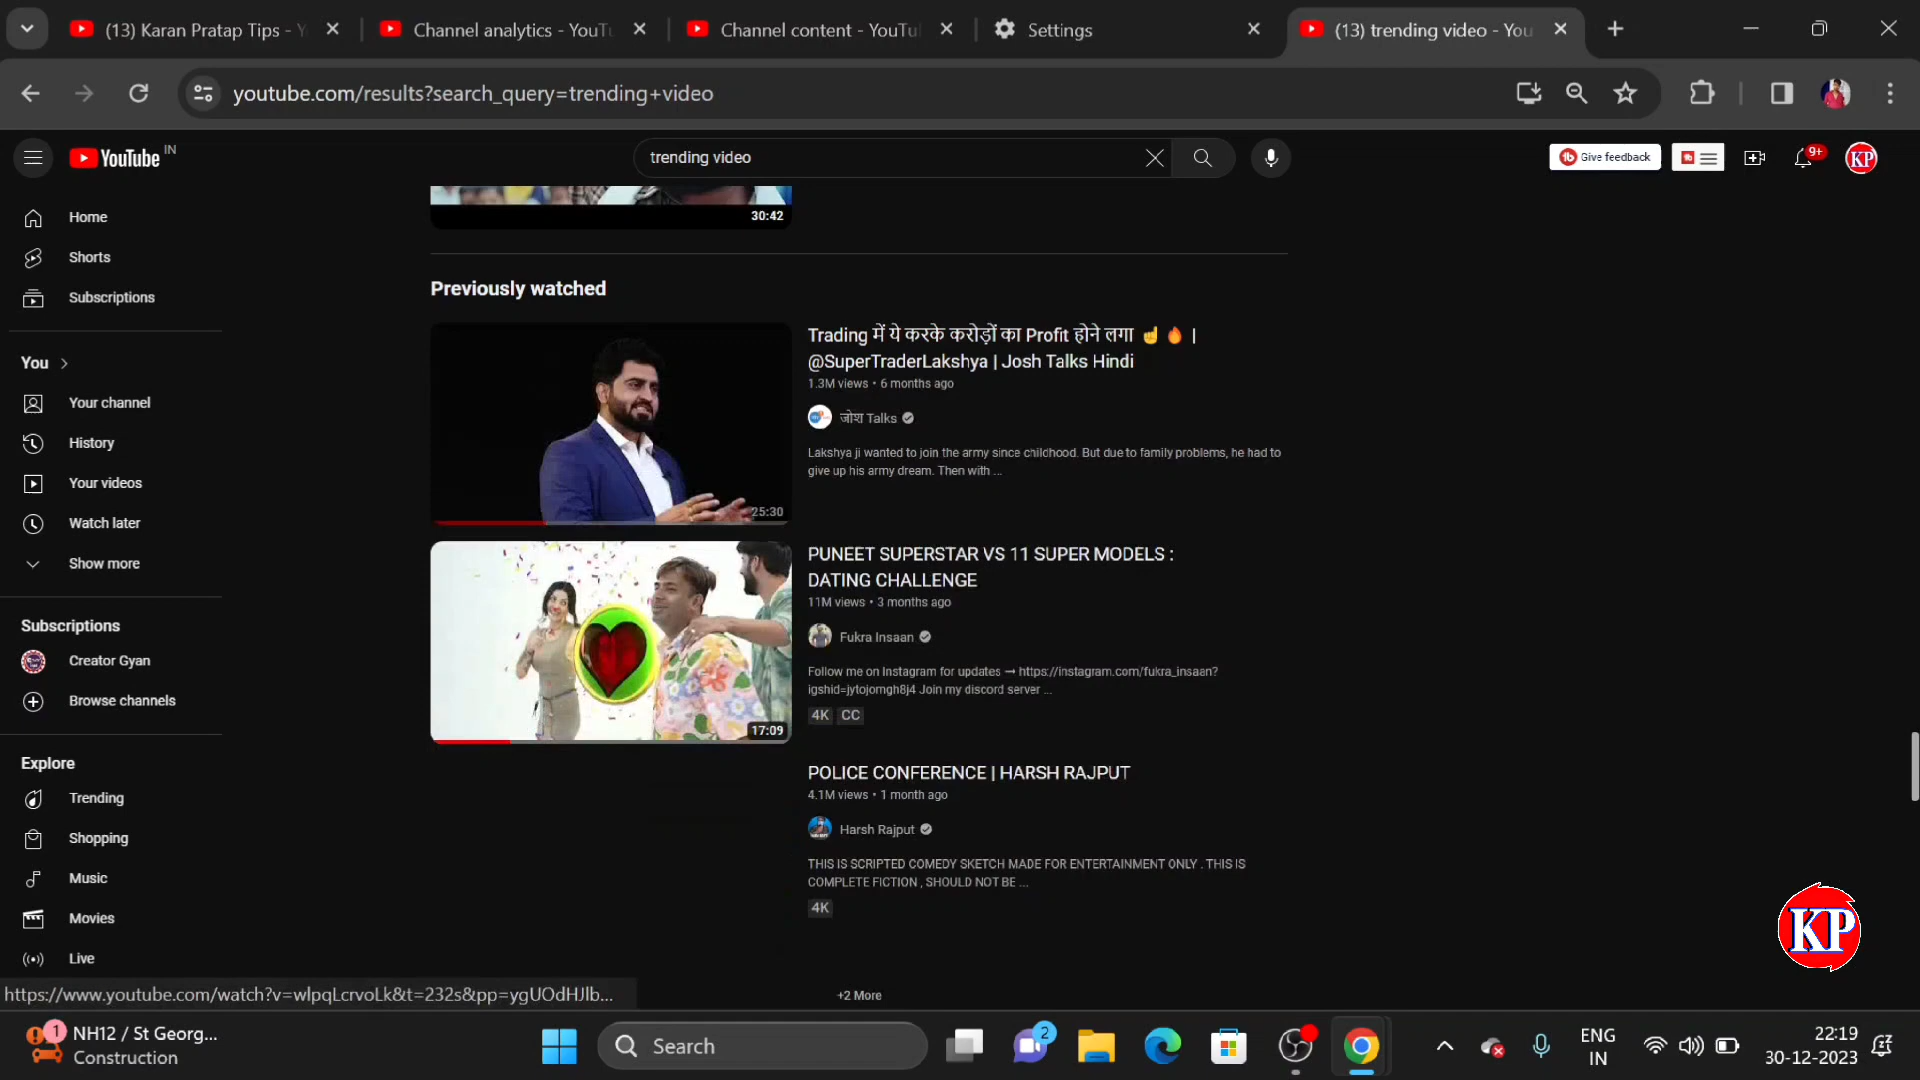 (13) Karan Pratap Tips - Y
Channel analytics - YouTu
Channel content - YouTu
Settings
(13) trending video - You
youtube.com/results?search_query=trending+video
YouTube IN
trending video
Give feedback
9+
KP
Home
Shorts
Subscriptions
You
Your channel
History
Your videos
Watch later
Show more
Subscriptions
Creator Gyan
Browse channels
Explore
Trending
Shopping
Music
Movies
Live
30:42
Previously watched
25:30
Trading में ये करके करोड़ों का Profit होने लगा ☝🔥 |
@SuperTraderLakshya | Josh Talks Hindi
1.3M views • 6 months ago
जोश Talks
Lakshya ji wanted to join the army since childhood. But due to family problems, he had to
give up his army dream. Then with ...
17:09
PUNEET SUPERSTAR VS 11 SUPER MODELS :
DATING CHALLENGE
11M views • 3 months ago
Fukra Insaan
Follow me on Instagram for updates → https://instagram.com/fukra_insaan?
igshid=jytojomgh8j4 Join my discord server ...
4K CC
POLICE CONFERENCE | HARSH RAJPUT
4.1M views • 1 month ago
Harsh Rajput
THIS IS SCRIPTED COMEDY SKETCH MADE FOR ENTERTAINMENT ONLY . THIS IS
COMPLETE FICTION , SHOULD NOT BE ...
4K
+2 More
KP
https://www.youtube.com/watch?v=wlpqLcrvoLk&t=232s&pp=ygUOdHJlb...
1
NH12 / St Georg...
Construction
Search
2
ENG
IN
22:19
30-12-2023